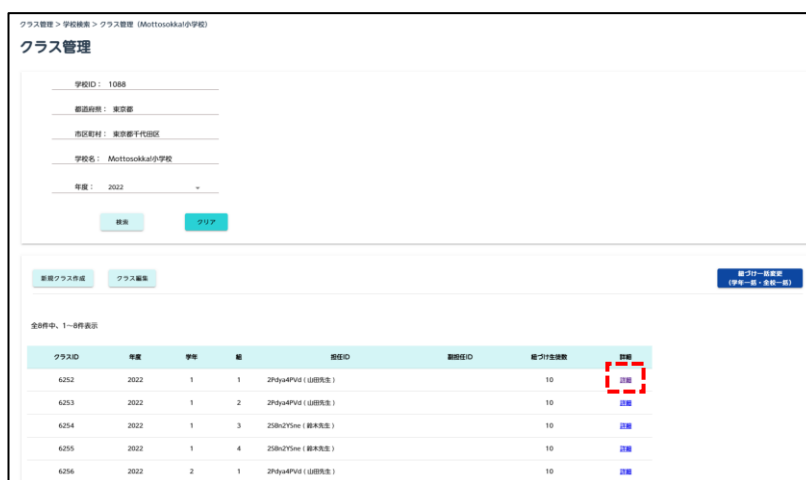 クラス管理 > 学校検索 > クラス管理（Mottosokka!小学校）
クラス管理
学校ID： 1088
都道府県： 東京都
市区町村： 東京都千代田区
学校名： Mottosokka!小学校
年度： 2022
検索 クリア
新規クラス作成 クラス編集 紐づけ一括変更
（学年一括・全校一括）
全8件中、1～8件表示
クラスID 年度 学年 組 担任ID 副担任ID 紐づけ生徒数 詳細
6252 2022 1 1 2Pdya4PVd ( 山田先生 ) 10 詳細
6253 2022 1 2 2Pdya4PVd ( 山田先生 ) 10 詳細
6254 2022 1 3 258n2Y5ne ( 鈴木先生 ) 10 詳細
6255 2022 1 4 258n2Y5ne ( 鈴木先生 ) 10 詳細
6256 2022 2 1 2Pdya4PVd ( 山田先生 ) 10 詳細